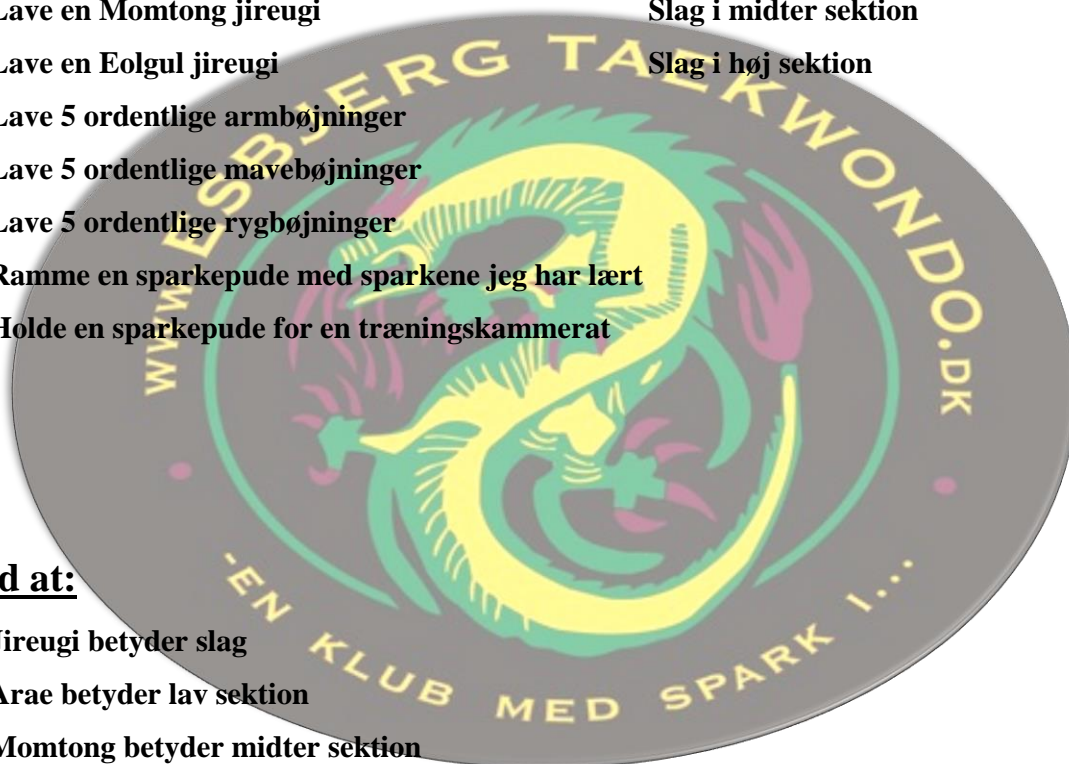 Lave en Momtong jireugi Slag i midter sektion
Lave en Eolgul jireugi Slag i høj sektion
Lave 5 ordentlige armbøjninger
Lave 5 ordentlige mavebøjninger
Lave 5 ordentlige rygbøjninger
Ramme en sparkepude med sparkene jeg har lært
Holde en sparkepude for en træningskammerat
WWW.ESBJERG TAEKWONDO.DK
-EN KLUB MED SPARK I...
d at:
Jireugi betyder slag
Arae betyder lav sektion
Momtong betyder midter sektion